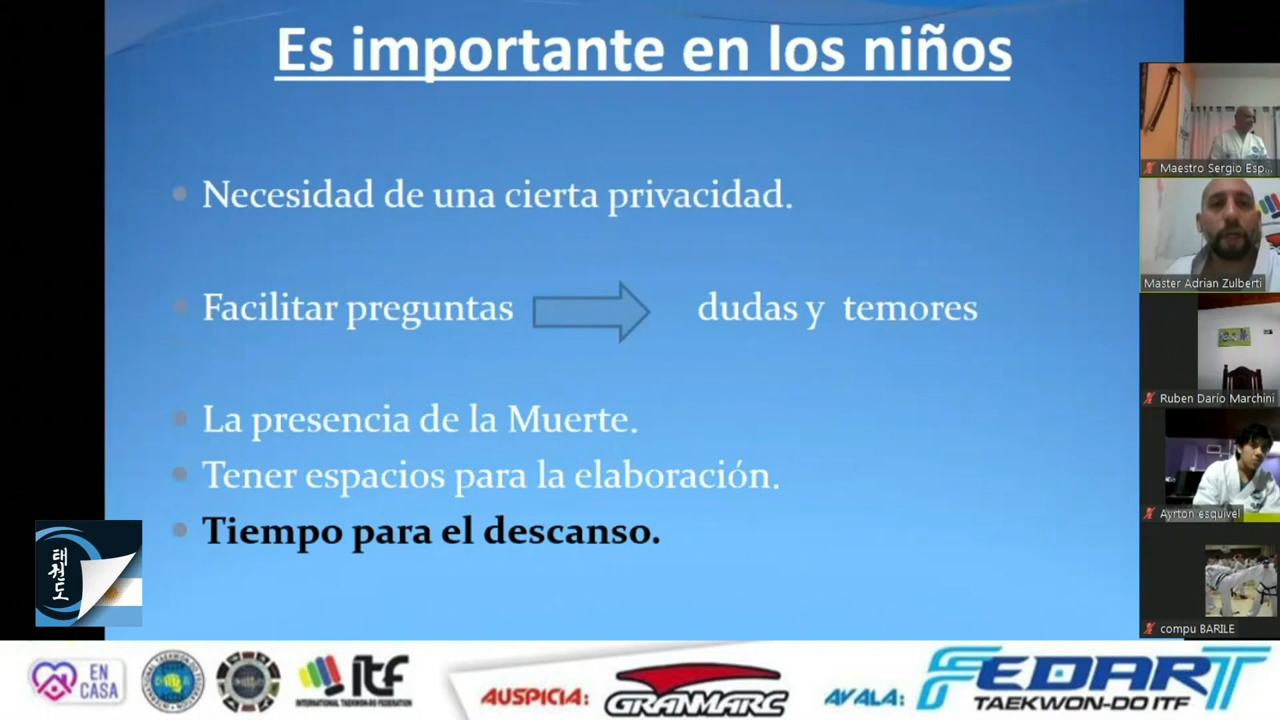 Es importante en los niños
Necesidad de una cierta privacidad.
Facilitar preguntas dudas y temores
La presencia de la Muerte.
Tener espacios para la elaboración.
Tiempo para el descanso.
Maestro Sergio Esp...
Master Adrian Zulberti
Ruben Darío Marchini
Ayrton esquivel
compu BARILE
태권도
EN
CASA
itF
INTERNATIONAL TAEKWON-DO FEDERATION
AUSPICIA:
GRANMARC
AVALA:
FEDART
TAEKWON-DO ITF